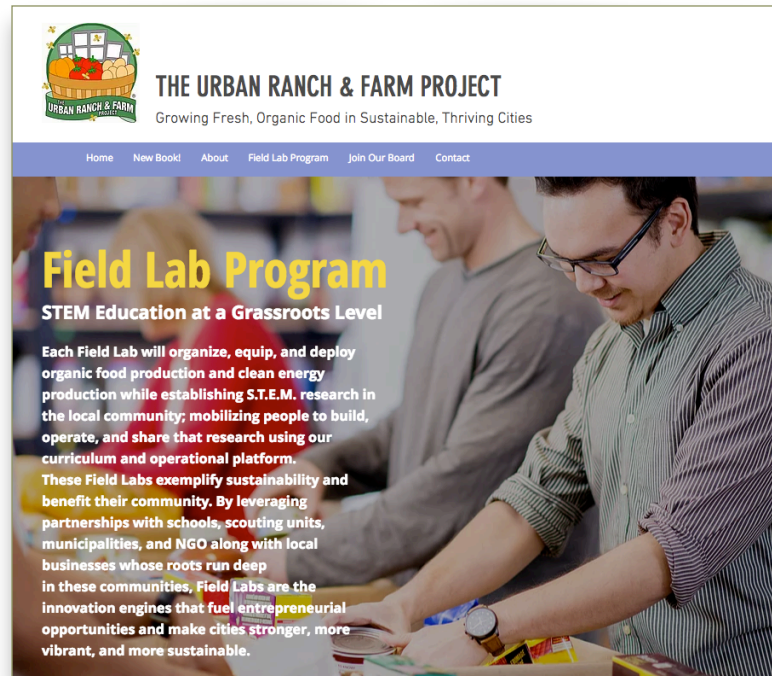 THE
URBAN RANCH & FARM
PROJECT
THE URBAN RANCH & FARM PROJECT
Growing Fresh, Organic Food in Sustainable, Thriving Cities
Home New Book! About Field Lab Program Join Our Board Contact
Field Lab Program
STEM Education at a Grassroots Level
Each Field Lab will organize, equip, and deploy
organic food production and clean energy
production while establishing S.T.E.M. research in
the local community; mobilizing people to build,
operate, and share that research using our
curriculum and operational platform.
These Field Labs exemplify sustainability and
benefit their community. By leveraging
partnerships with schools, scouting units,
municipalities, and NGO along with local
businesses whose roots run deep
in these communities, Field Labs are the
innovation engines that fuel entrepreneurial
opportunities and make cities stronger, more
vibrant, and more sustainable.